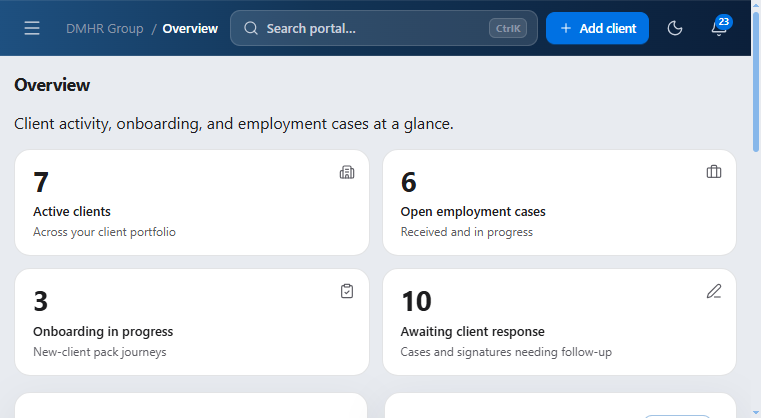 DMHR Group / Overview
Search portal...
CtrlK
+ Add client
23
Overview
Client activity, onboarding, and employment cases at a glance.
7
Active clients
Across your client portfolio
6
Open employment cases
Received and in progress
3
Onboarding in progress
New-client pack journeys
10
Awaiting client response
Cases and signatures needing follow-up